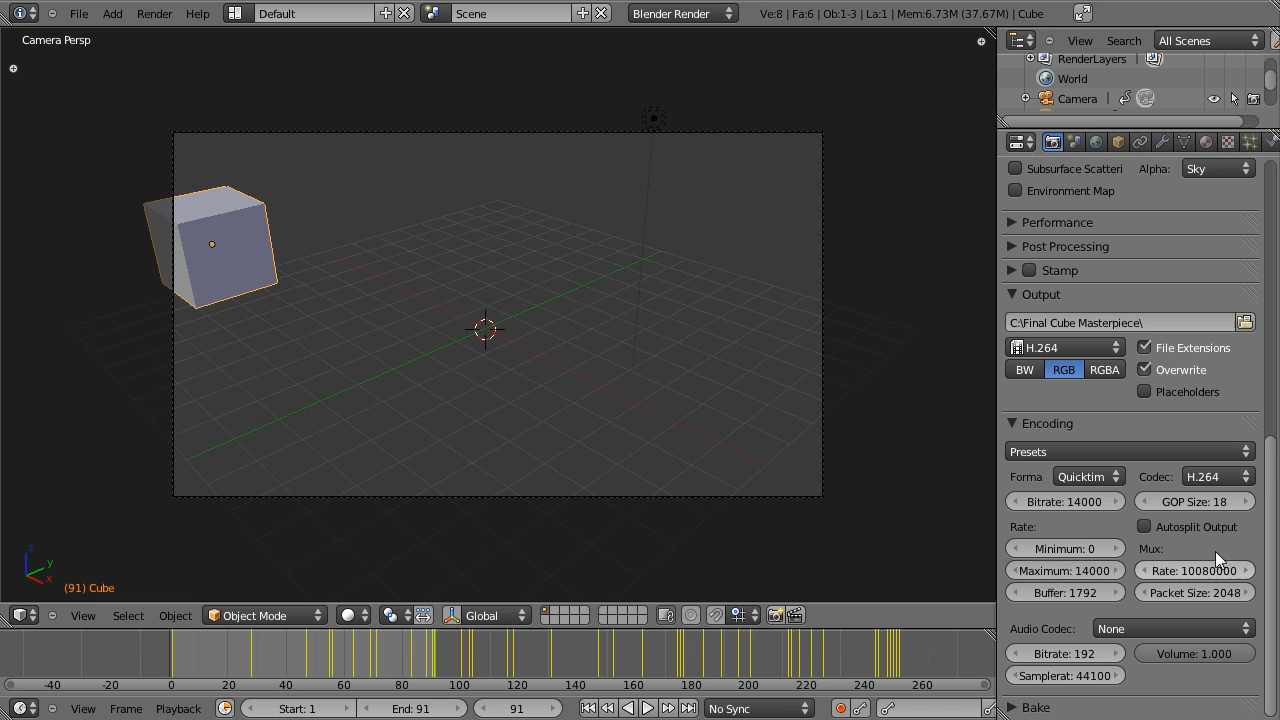 File Add Render Help Default Scene Blender Render Ve:8 | Fa:6 | Ob:1-3 | La:1 | Mem:6.73M (37.67M) | Cube
Camera Persp
View Search All Scenes
RenderLayers
World
Camera
Subsurface Scatteri Alpha: Sky
Environment Map
Performance
Post Processing
Stamp
Output
C:\Final Cube Masterpiece\
H.264 File Extensions
BW RGB RGBA Overwrite
Placeholders
Encoding
Presets
Forma Quicktim Codec: H.264
Bitrate: 14000 GOP Size: 18
Rate: Autosplit Output
Minimum: 0 Mux:
Maximum: 14000 Rate: 10080000
Buffer: 1792 Packet Size: 2048
Audio Codec: None
Bitrate: 192 Volume: 1.000
Samplerat: 44100
Bake
z
y
x
(91) Cube
View Select Object Object Mode Global
-40 -20 0 20 40 60 80 100 120 140 160 180 200 220 240 260
View Frame Playback Start: 1 End: 91 91 No Sync